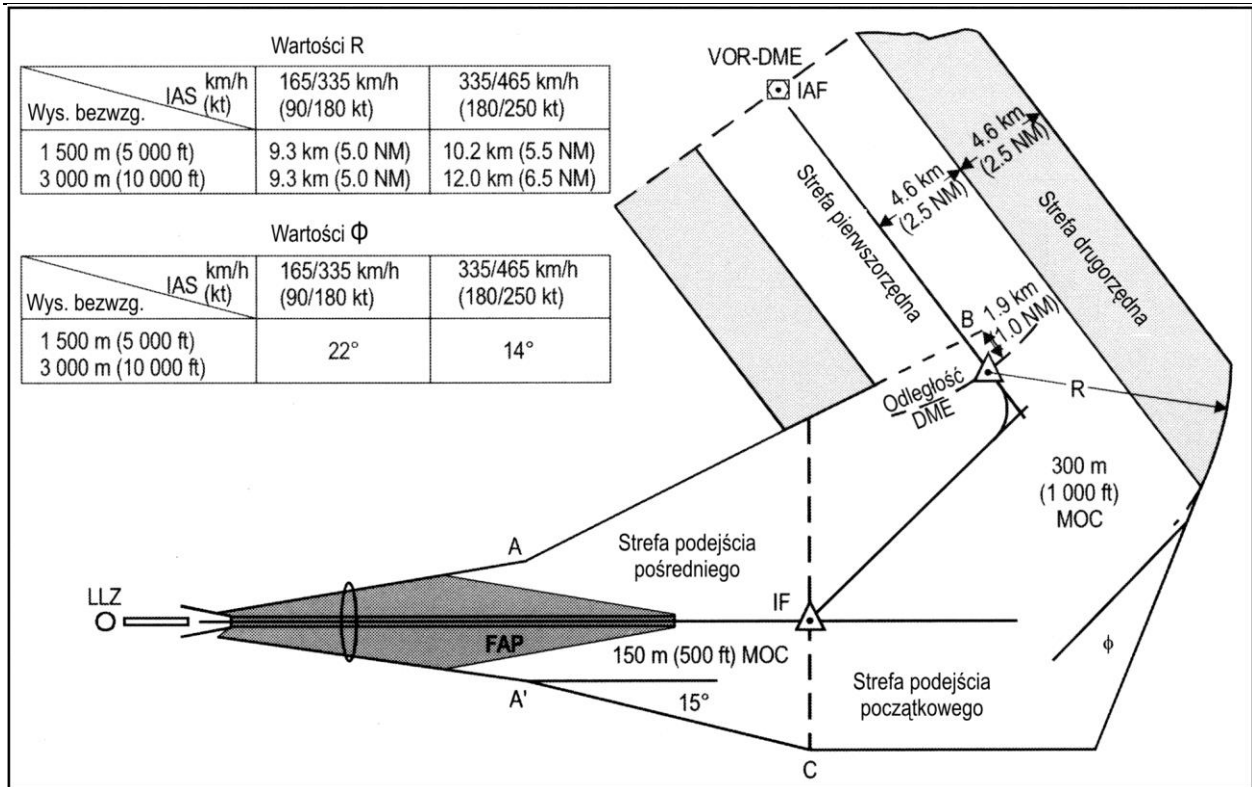 Wartości R
IAS km/h (kt)
Wys. bezwzg.
165/335 km/h
(90/180 kt)
335/465 km/h
(180/250 kt)
1 500 m (5 000 ft) 9.3 km (5.0 NM) 10.2 km (5.5 NM)
3 000 m (10 000 ft) 9.3 km (5.0 NM) 12.0 km (6.5 NM)
Wartości Φ
IAS km/h (kt)
Wys. bezwzg.
165/335 km/h
(90/180 kt)
335/465 km/h
(180/250 kt)
1 500 m (5 000 ft)
3 000 m (10 000 ft)
22°
14°
VOR-DME
IAF
4.6 km
(2.5 NM)
4.6 km
(2.5 NM)
Strefa pierwszorzędna
Strefa drugorzędna
B
1.9 km
(1.0 NM)
Odległość
DME
R
300 m
(1 000 ft)
MOC
A
Strefa podejścia
pośredniego
LLZ
IF
FAP
150 m (500 ft) MOC
A'
15°
Strefa podejścia
początkowego
ϕ
C